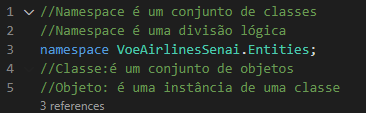 1 //Namespace é um conjunto de classes
2 //Namespace é uma divisão lógica
3 namespace VoeAirlinesSenai.Entities;
4 //Classe:é um conjunto de objetos
5 //Objeto: é uma instância de uma classe
3 references